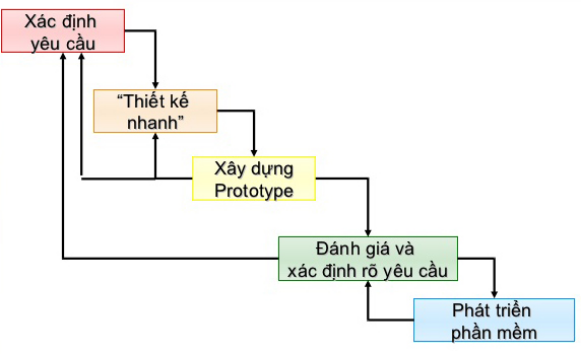 Xác định
yêu cầu
“Thiết kế
nhanh”
Xây dựng
Prototype
Đánh giá và
xác định rõ yêu cầu
Phát triển
phần mềm